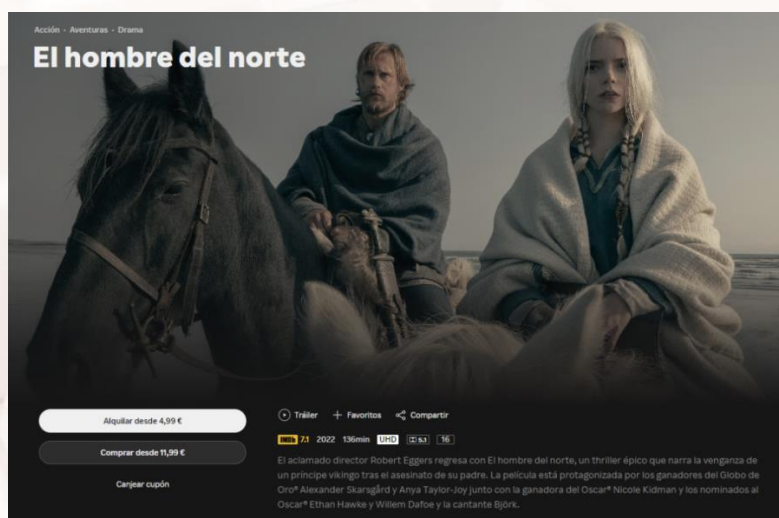 Acción - Aventuras - Drama
El hombre del norte
Alquilar desde 4,99 €
Comprar desde 11,99 €
Canjear cupón
Tráiler Favoritos Compartir
IMDb 7.1 2022 136min UHD 5.1 16
El aclamado director Robert Eggers regresa con El hombre del norte, un thriller épico que narra la venganza de
un príncipe vikingo tras el asesinato de su padre. La película está protagonizada por los ganadores del Globo de
Oro® Alexander Skarsgård y Anya Taylor-Joy junto con la ganadora del Oscar® Nicole Kidman y los nominados al
Oscar® Ethan Hawke y Willem Dafoe y la cantante Björk.